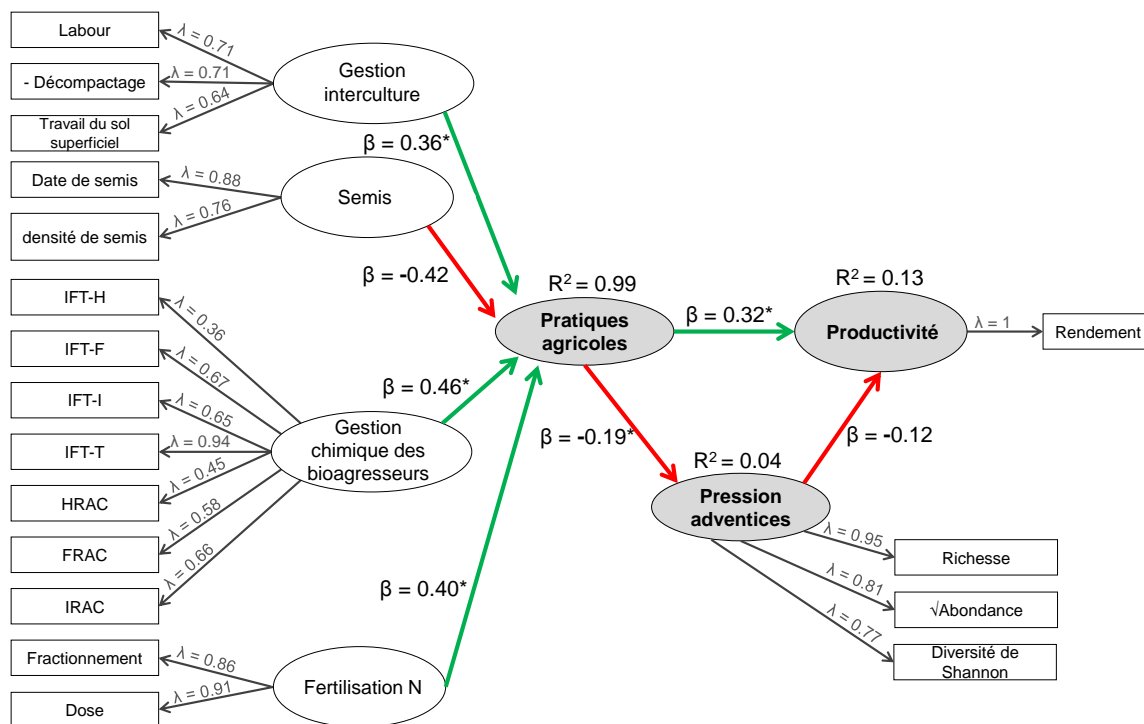 Labour
- Décompactage
Travail du sol
superficiel
Date de semis
densité de semis
IFT-H
IFT-F
IFT-I
IFT-T
HRAC
FRAC
IRAC
Fractionnement
Dose
λ = 0.71
λ = 0.71
λ = 0.64
λ = 0.88
λ = 0.76
λ = 0.36
λ = 0.67
λ = 0.65
λ = 0.94
λ = 0.45
λ = 0.58
λ = 0.66
λ = 0.86
λ = 0.91
Gestion
interculture
Semis
Gestion
chimique des
bioagresseurs
Fertilisation N
β = 0.36*
β = -0.42
β = 0.46*
β = 0.40*
R² = 0.99
Pratiques
agricoles
β = 0.32*
β = -0.19*
R² = 0.13
Productivité
λ = 1
Rendement
β = -0.12
R² = 0.04
Pression
adventices
λ = 0.95
λ = 0.81
λ = 0.77
Richesse
√Abondance
Diversité de
Shannon